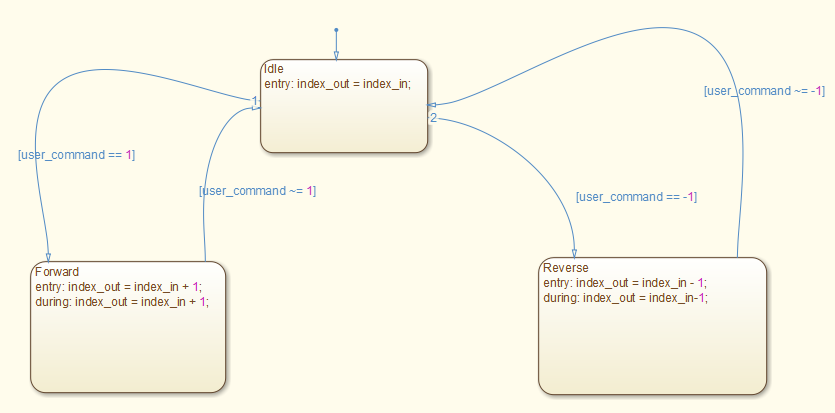 Idle
entry: index_out = index_in;
1
2
[user_command ~= -1]
[user_command == 1]
[user_command ~= 1]
[user_command == -1]
Forward
entry: index_out = index_in + 1;
during: index_out = index_in + 1;
Reverse
entry: index_out = index_in - 1;
during: index_out = index_in-1;